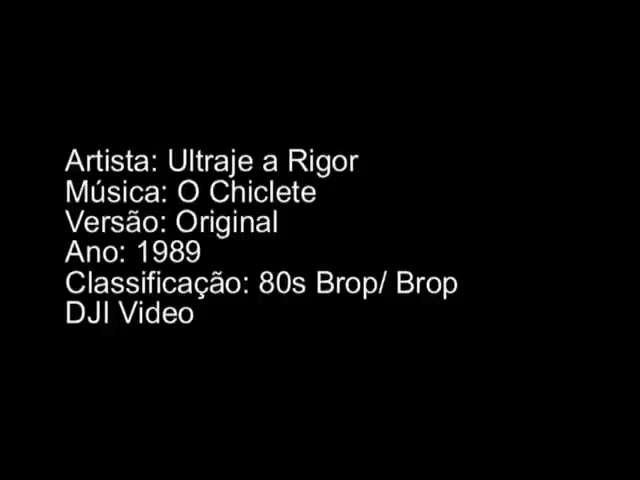 Artista: Ultraje a Rigor
Música: O Chiclete
Versão: Original
Ano: 1989
Classificação: 80s Brop/ Brop
DJI Video